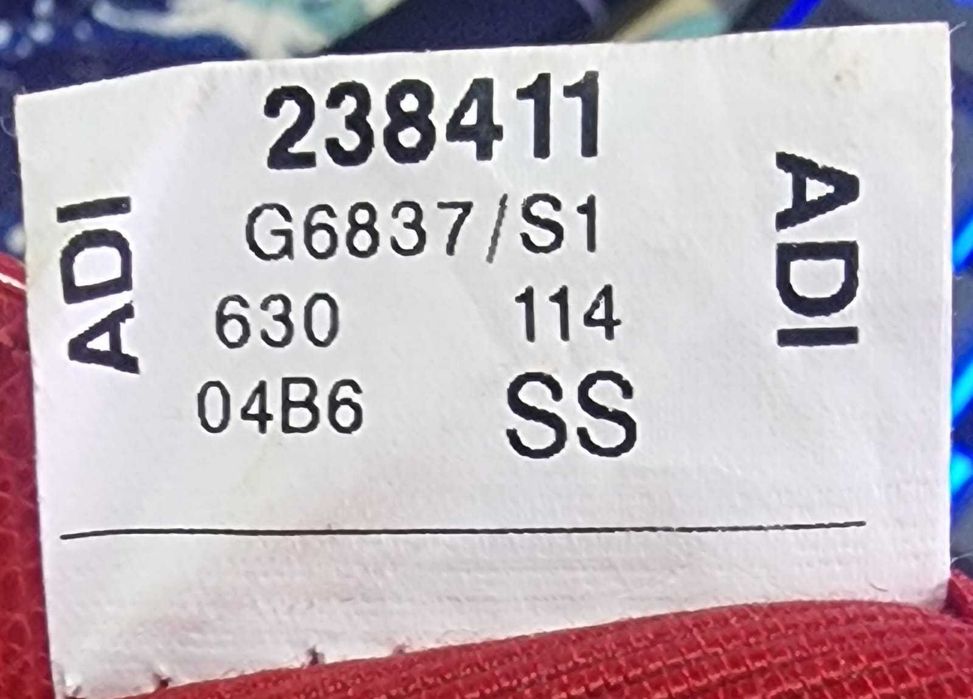 238411
G6837/S1
630 114
04B6 SS
ADI
ADI